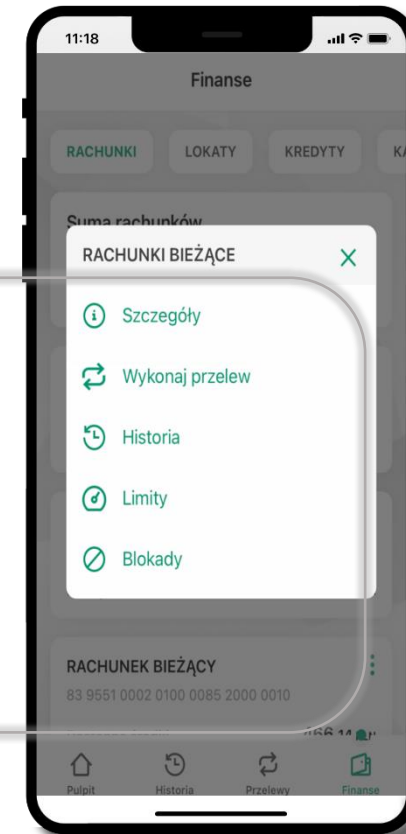 11:18
Finanse
RACHUNKI LOKATY KREDYTY KA
Suma rachunków
RACHUNKI BIEŻĄCE
Szczegóły
Wykonaj przelew
Historia
Limity
Blokady
RACHUNEK BIEŻĄCY
83 9551 0002 0100 0085 2000 0010
Pulpit Historia Przelewy Finanse